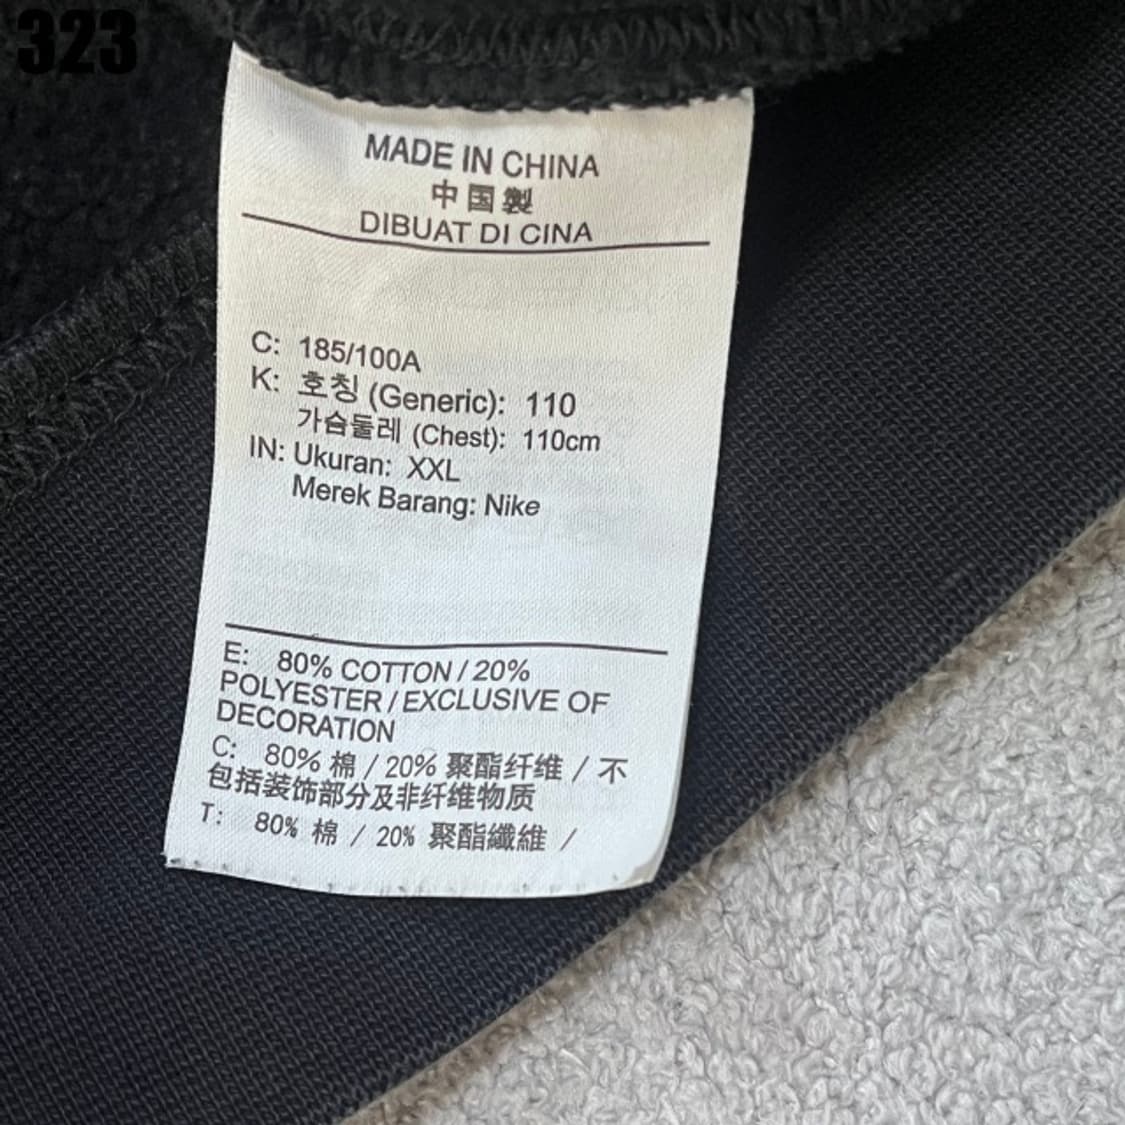 323
MADE IN CHINA
中国製
DIBUAT DI CINA
C: 185/100A
K: 호칭 (Generic): 110
가슴둘레 (Chest): 110cm
IN: Ukuran: XXL
Merek Barang: Nike
E: 80% COTTON / 20%
POLYESTER / EXCLUSIVE OF
DECORATION
C: 80% 棉 / 20% 聚酯纤维 / 不
包括装饰部分及非纤维物质
T: 80% 棉 / 20% 聚酯纖維 /